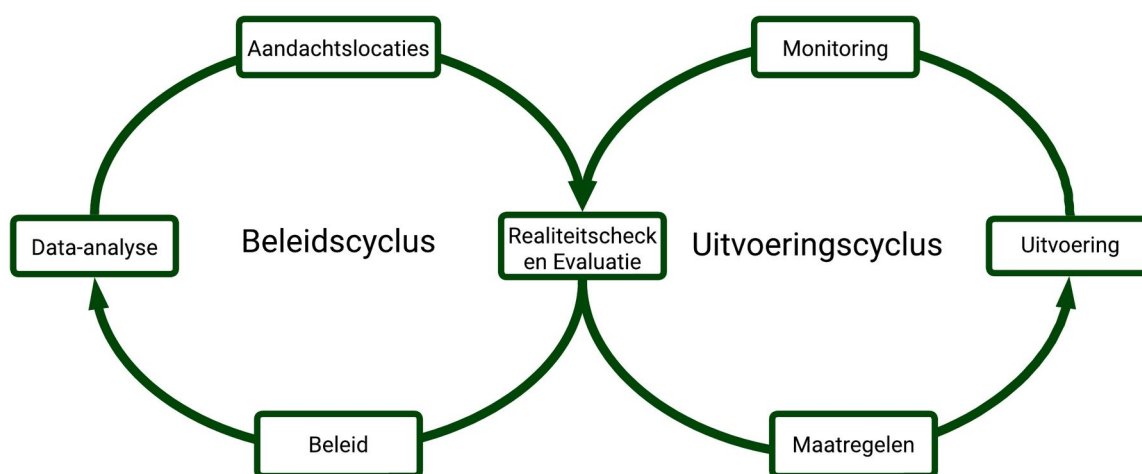 Aandachtslocaties
Monitoring
Data-analyse
Beleidscyclus
Realiteitscheck
en Evaluatie
Uitvoeringscyclus
Uitvoering
Beleid
Maatregelen